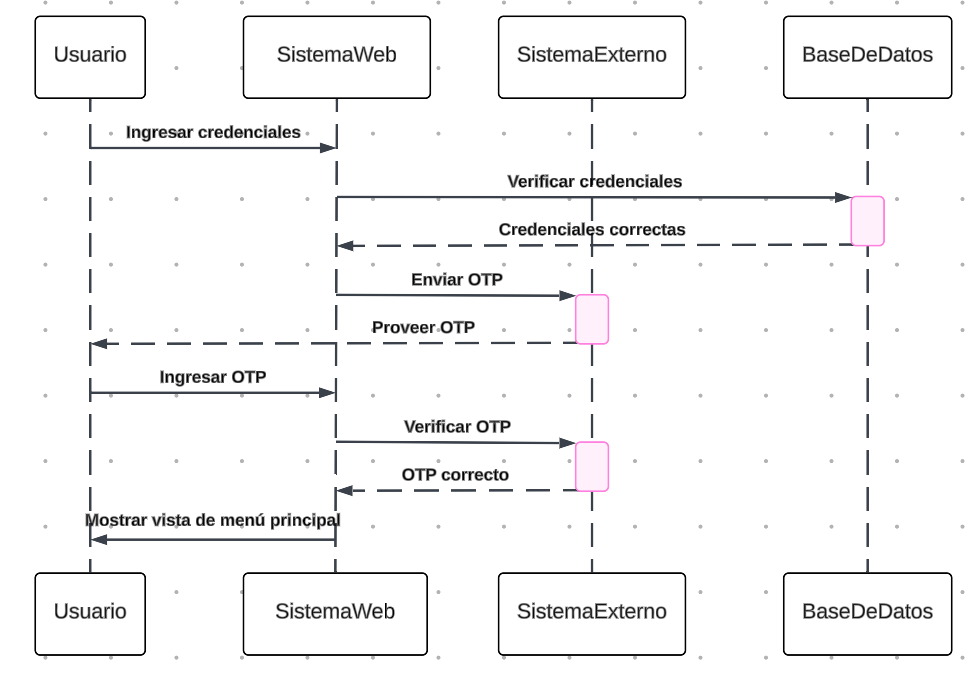 Usuario
SistemaWeb
SistemaExterno
BaseDeDatos
Ingresar credenciales
Verificar credenciales
Credenciales correctas
Enviar OTP
Proveer OTP
Ingresar OTP
Verificar OTP
OTP correcto
Mostrar vista de menú principal
Usuario
SistemaWeb
SistemaExterno
BaseDeDatos